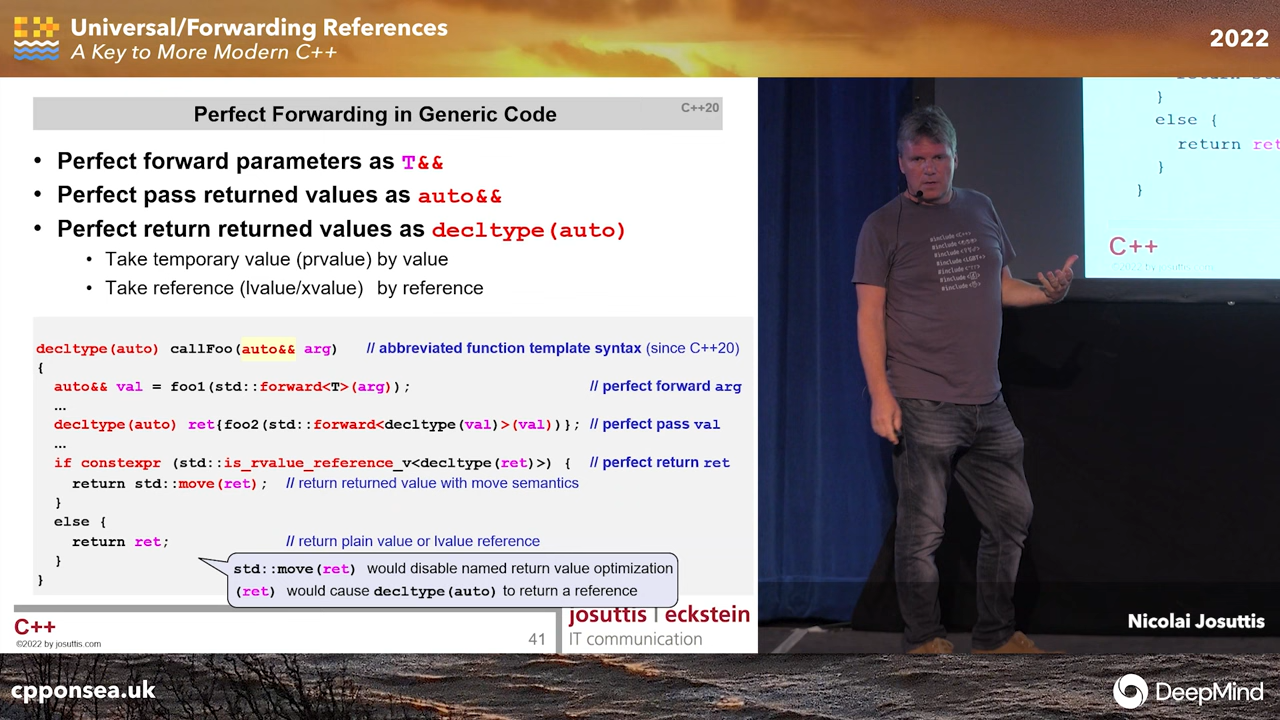 Universal/Forwarding References
A Key to More Modern C++
2022
Perfect Forwarding in Generic Code
C++20
• Perfect forward parameters as T&&
• Perfect pass returned values as auto&&
• Perfect return returned values as decltype(auto)
• Take temporary value (prvalue) by value
• Take reference (lvalue/xvalue) by reference
decltype(auto) callFoo(auto&& arg) // abbreviated function template syntax (since C++20)
{
auto&& val = foo1(std::forward<T>(arg)); // perfect forward arg
...
decltype(auto) ret{foo2(std::forward<decltype(val)>(val))}; // perfect pass val
...
if constexpr (std::is_rvalue_reference_v<decltype(ret)>) { // perfect return ret
return std::move(ret); // return returned value with move semantics
}
else {
return ret; // return plain value or lvalue reference
}
}
std::move(ret) would disable named return value optimization
(ret) would cause decltype(auto) to return a reference
C++
©2022 by josuttis.com
41
josuttis | eckstein
IT communication
}
else {
return ret
}
}
C++
©2022 by josuttis.com
#include <C++>
Nicolai Josuttis
cpponsea.uk
DeepMind